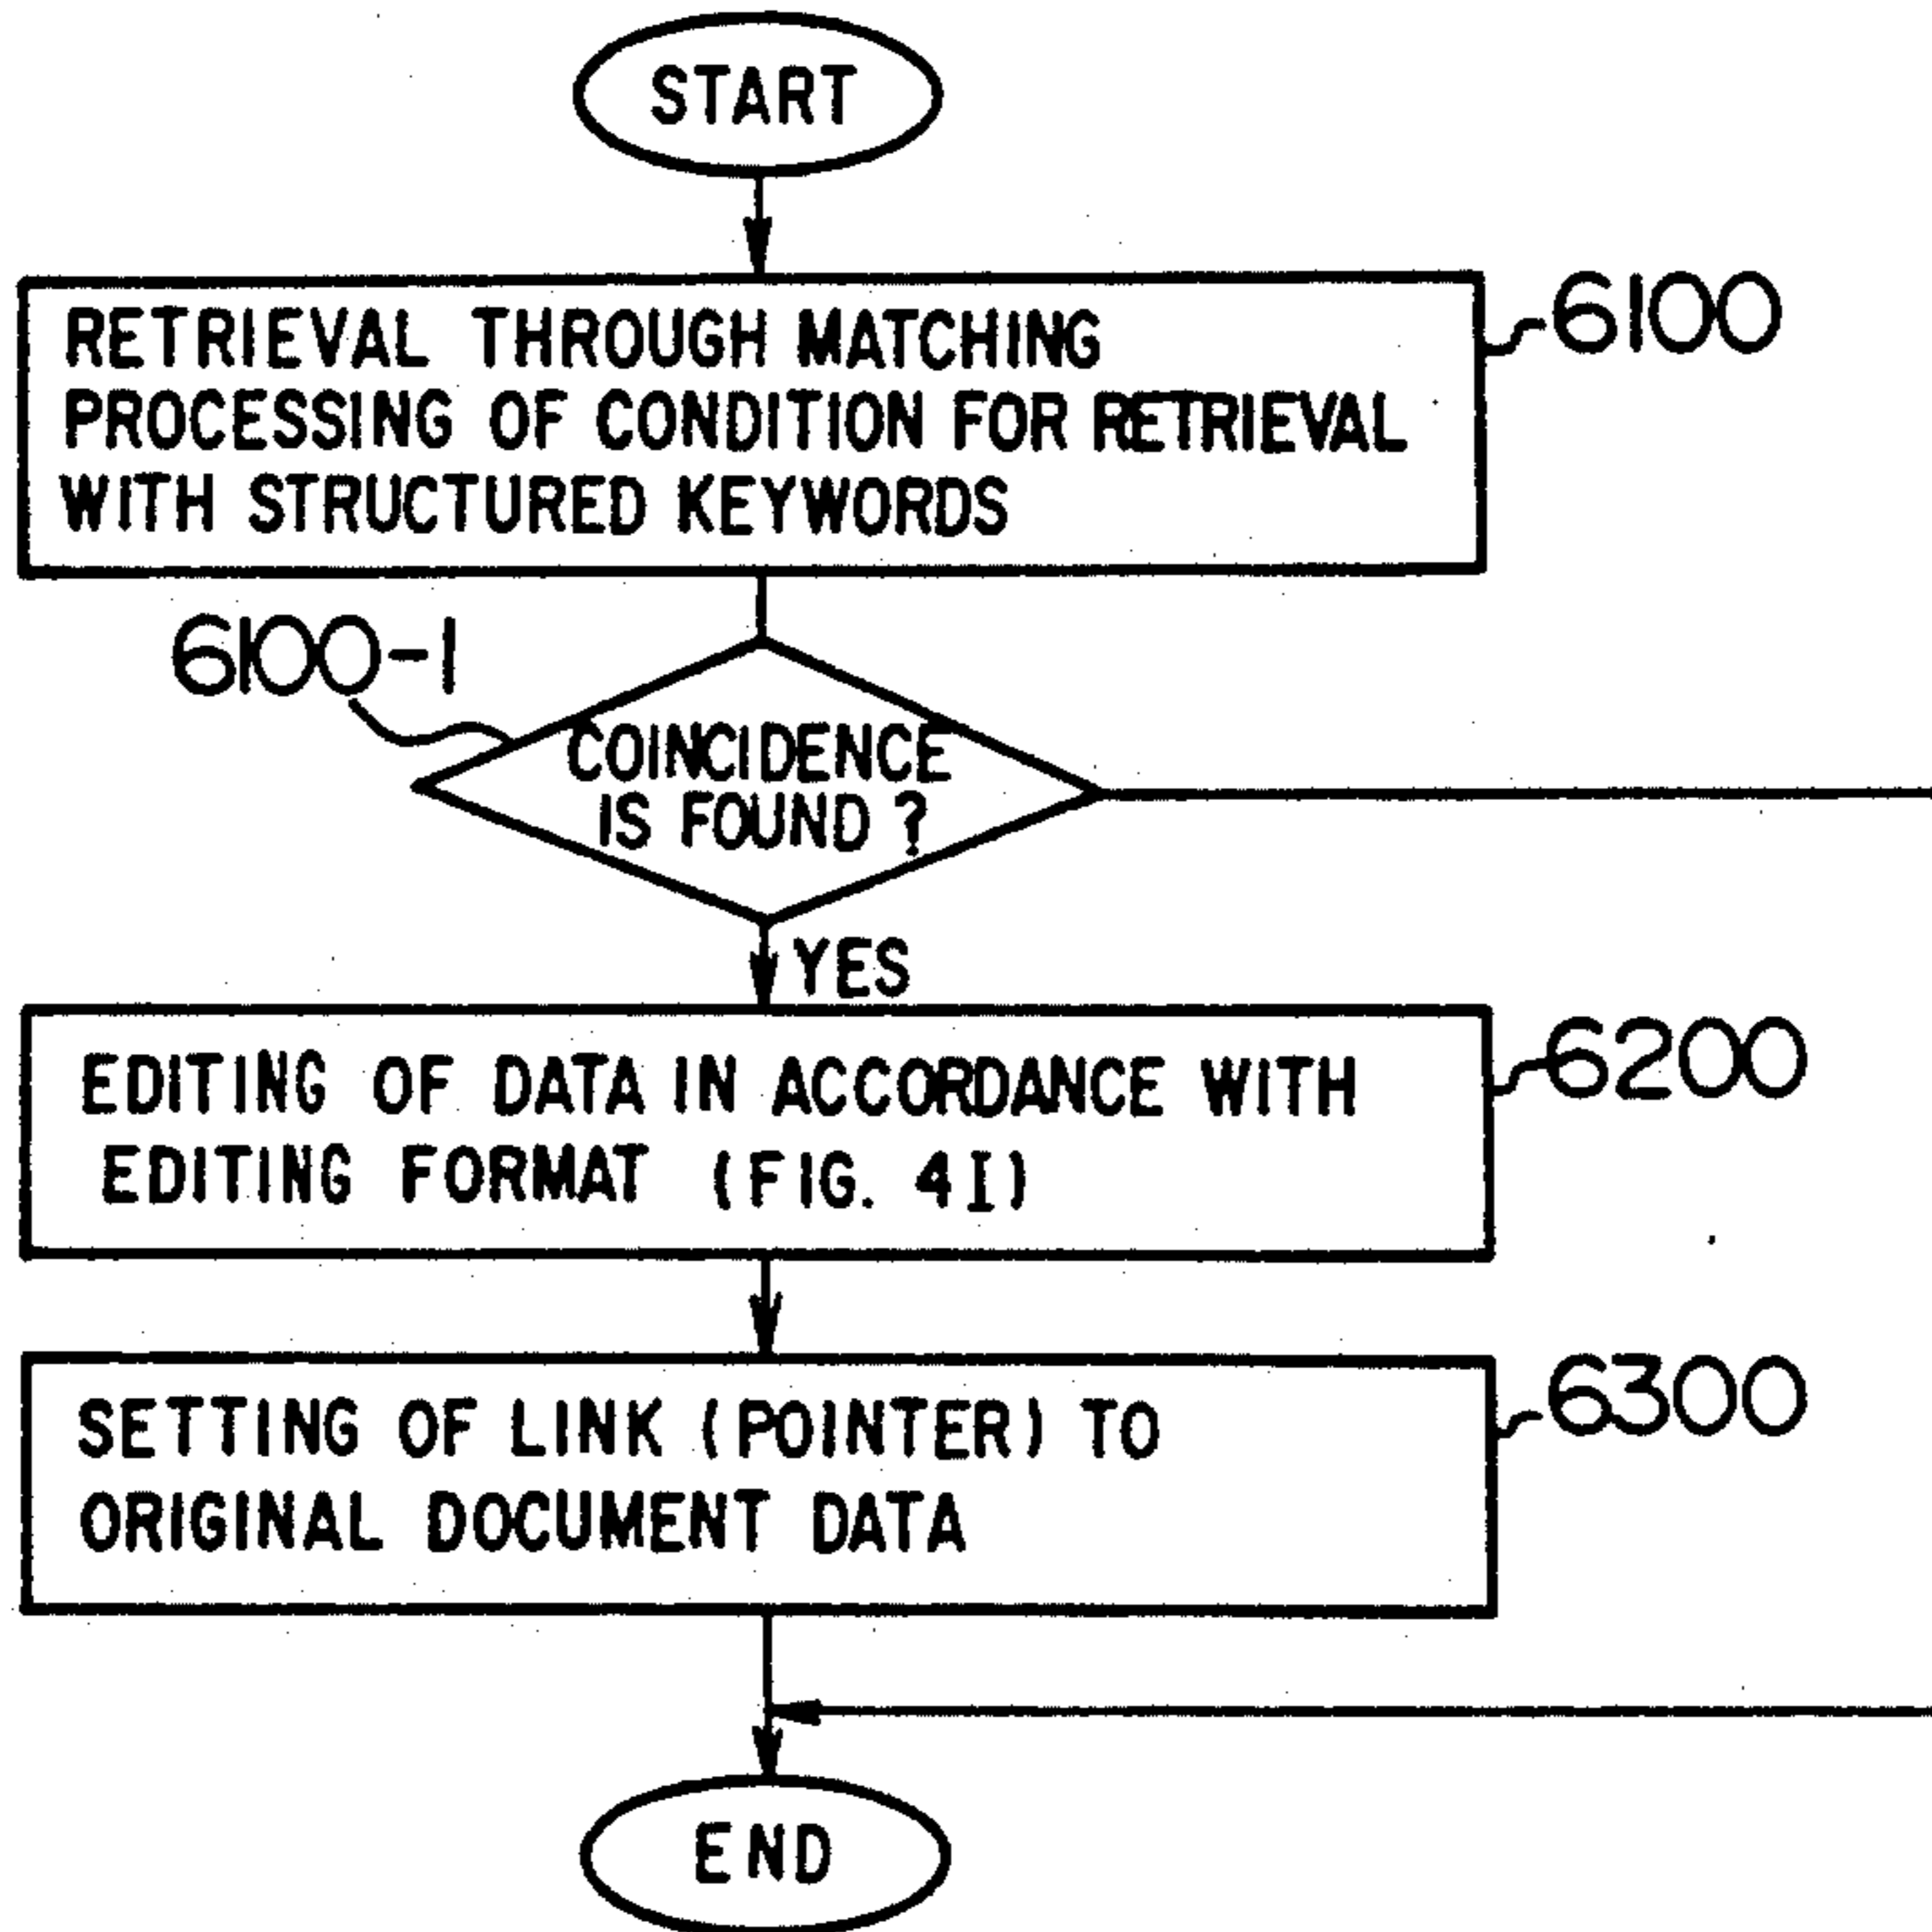 START
RETRIEVAL THROUGH MATCHING
PROCESSING OF CONDITION FOR RETRIEVAL
WITH STRUCTURED KEYWORDS
6100
6100-1
COINCIDENCE
IS FOUND ?
YES
EDITING OF DATA IN ACCORDANCE WITH
EDITING FORMAT (FIG. 4I)
6200
SETTING OF LINK (POINTER) TO
ORIGINAL DOCUMENT DATA
6300
END